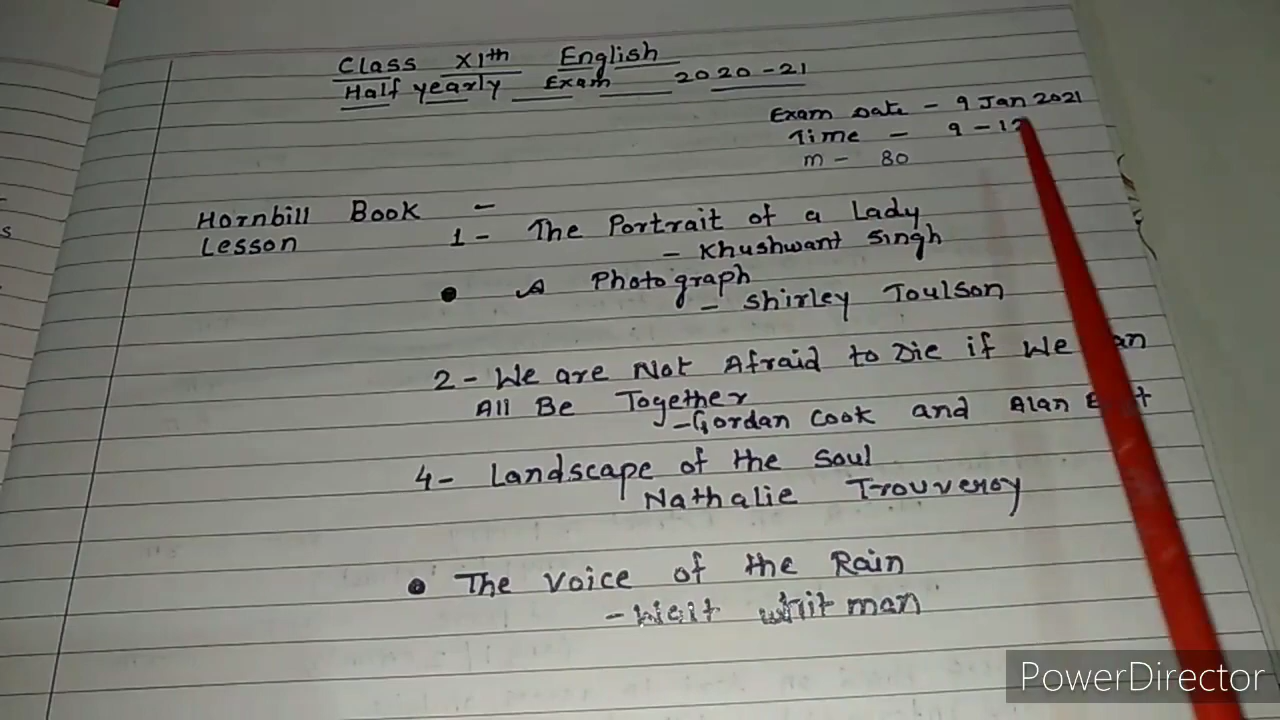 Class XIth English
Half yearly Exam 2020-21
Exam Date - 9 Jan 2021
Time - 9 - 12
m - 80
Hornbill Book -
Lesson 1 - The Portrait of a Lady
- Khushwant Singh
• A Photograph
- Shirley Toulson
2 - We are Not Afraid to Die if We
All Be Together
- Gordan Cook and Alan
4 - Landscape of the Soul
Nathalie Trouveroy
• The Voice of the Rain
- whit man
PowerDirector